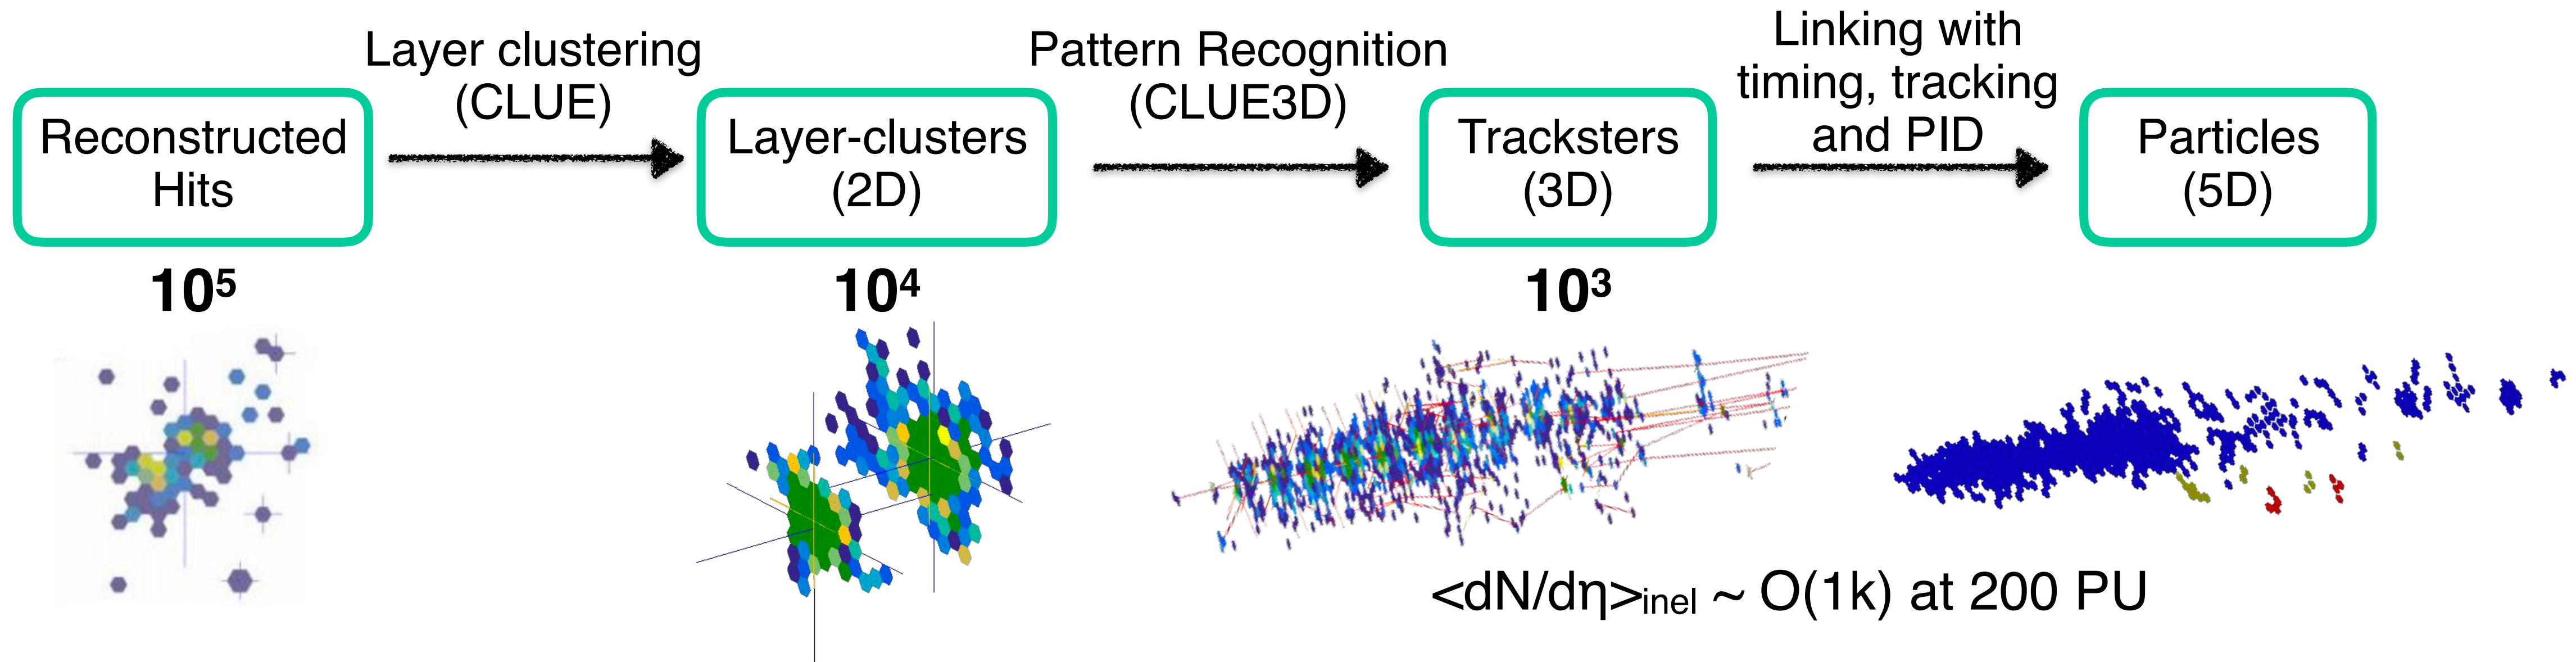 Layer clustering
(CLUE)
Pattern Recognition
(CLUE3D)
Linking with
timing, tracking
and PID
Reconstructed
Hits
Layer-clusters
(2D)
Tracksters
(3D)
Particles
(5D)
10⁵
10⁴
10³
<dN/dη>inel ~ O(1k) at 200 PU